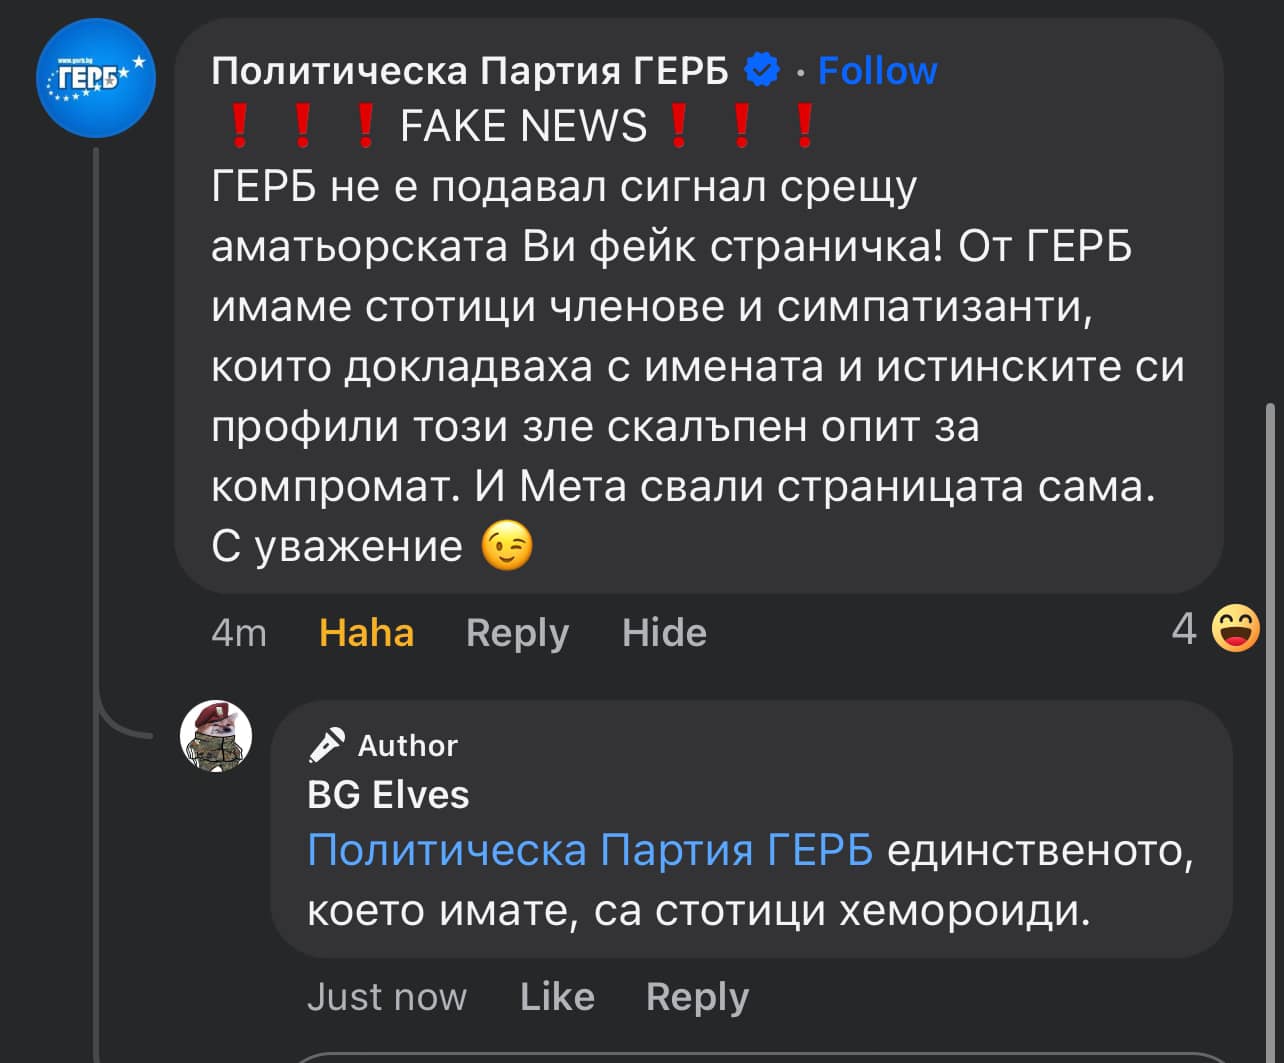 www.gerb.bg
ГЕРБ
Политическа Партия ГЕРБ · Follow
❗❗❗FAKE NEWS❗❗❗
ГЕРБ не е подавал сигнал срещу
аматьорската Ви фейк страничка! От ГЕРБ
имаме стотици членове и симпатизанти,
които докладваха с имената и истинските си
профили този зле скалъпен опит за
компромат. И Мета свали страницата сама.
С уважение 😉
4m Haha Reply Hide 4 😄
Author
BG Elves
Политическа Партия ГЕРБ единственото,
което имате, са стотици хемороиди.
Just now Like Reply